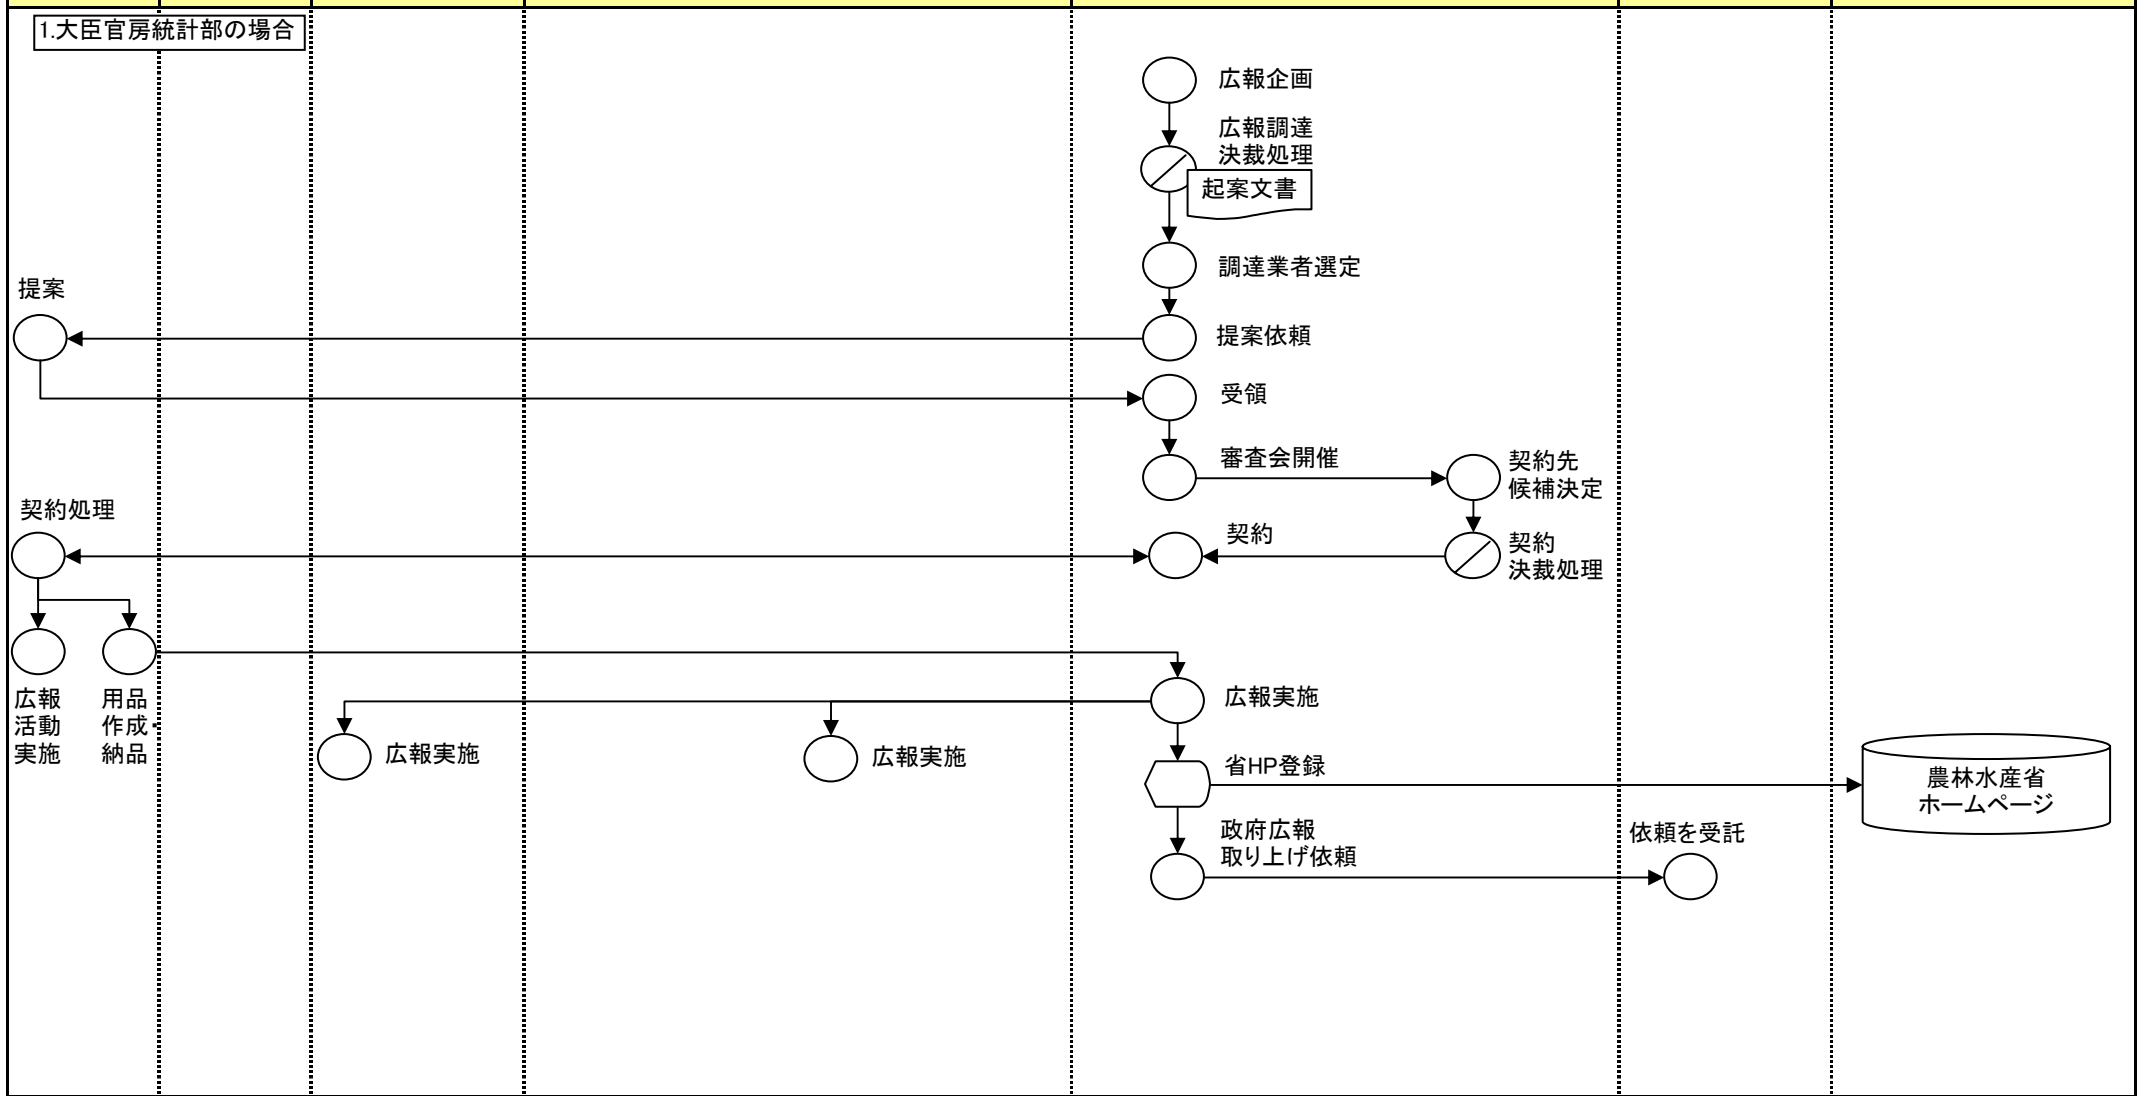 1.大臣官房統計部の場合
広報企画
広報調達
決裁処理
起案文書
調達業者選定
提案
提案依頼
受領
審査会開催
契約先
候補決定
契約処理
契約
契約
決裁処理
広報
活動
実施
用品
作成・
納品
広報実施
広報実施
広報実施
省HP登録
農林水産省
ホームページ
政府広報
取り上げ依頼
依頼を受託